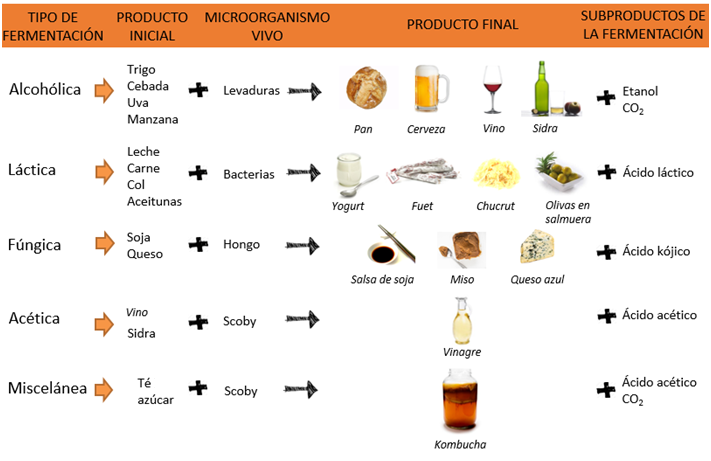 TIPO DE FERMENTACIÓN
PRODUCTO INICIAL
MICROORGANISMO VIVO
PRODUCTO FINAL
SUBPRODUCTOS DE LA FERMENTACIÓN
Alcohólica
Trigo
Cebada
Uva
Manzana
Levaduras
Pan
Cerveza
Vino
Sidra
Etanol
CO₂
Láctica
Leche
Carne
Col
Aceitunas
Bacterias
Yogurt
Fuet
Chucrut
Olivas en
salmuera
Ácido láctico
Fúngica
Soja
Queso
Hongo
Salsa de soja
Miso
Queso azul
Ácido kójico
Acética
Vino
Sidra
Scoby
Vinagre
Ácido acético
Miscelánea
Té
azúcar
Scoby
Kombucha
Ácido acético
CO₂